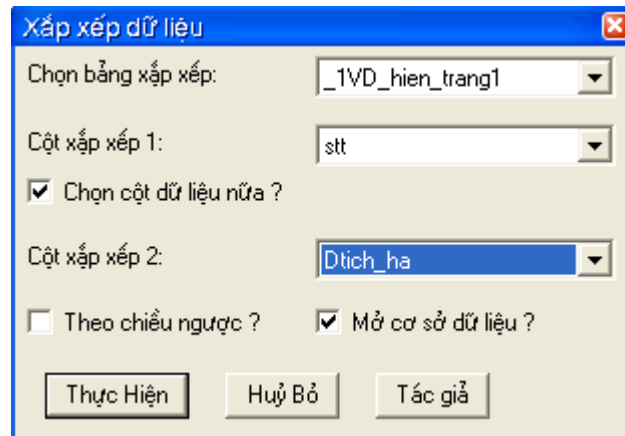 Xắp xếp dữ liệu
Chọn bảng xắp xếp: _1VD_hien_trang1
Cột xắp xếp 1: stt
Chọn cột dữ liệu nữa ?
Cột xắp xếp 2: Dtich_ha
Theo chiều ngược ? Mở cơ sở dữ liệu ?
Thực Hiện Huỷ Bỏ Tác giả